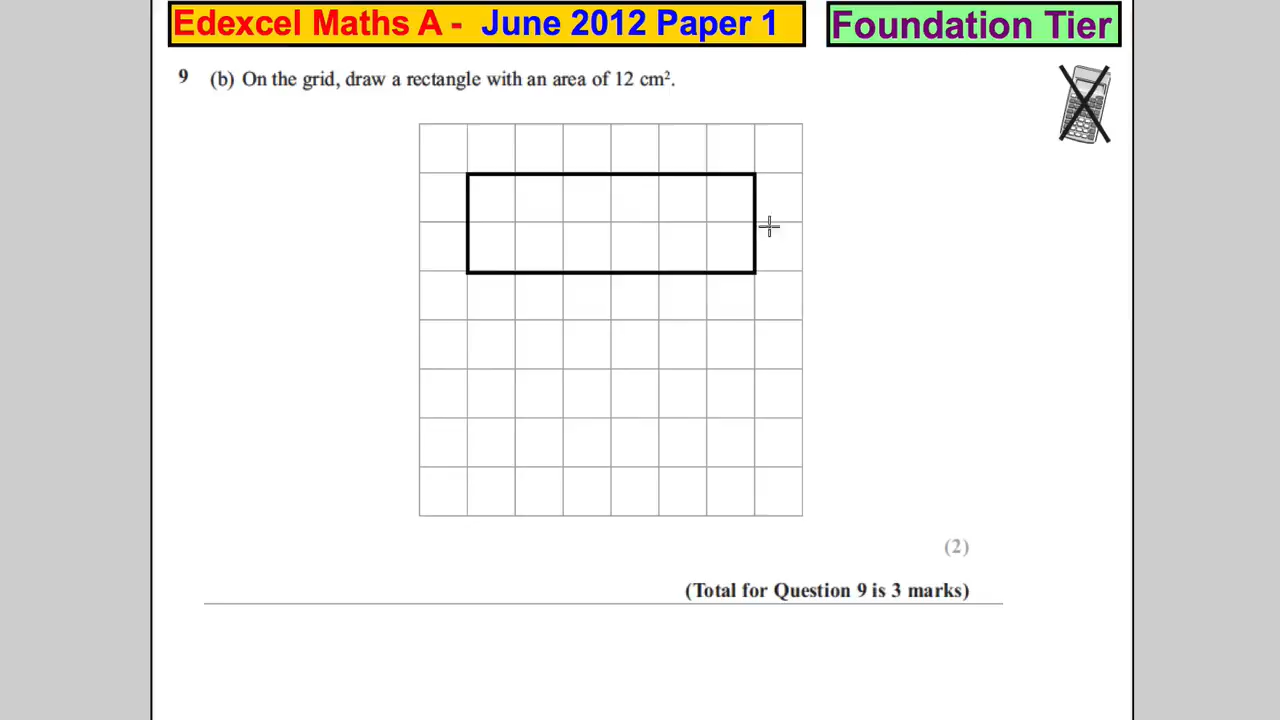 Edexcel Maths A - June 2012 Paper 1
Foundation Tier
9 (b) On the grid, draw a rectangle with an area of 12 cm².
(2)
(Total for Question 9 is 3 marks)